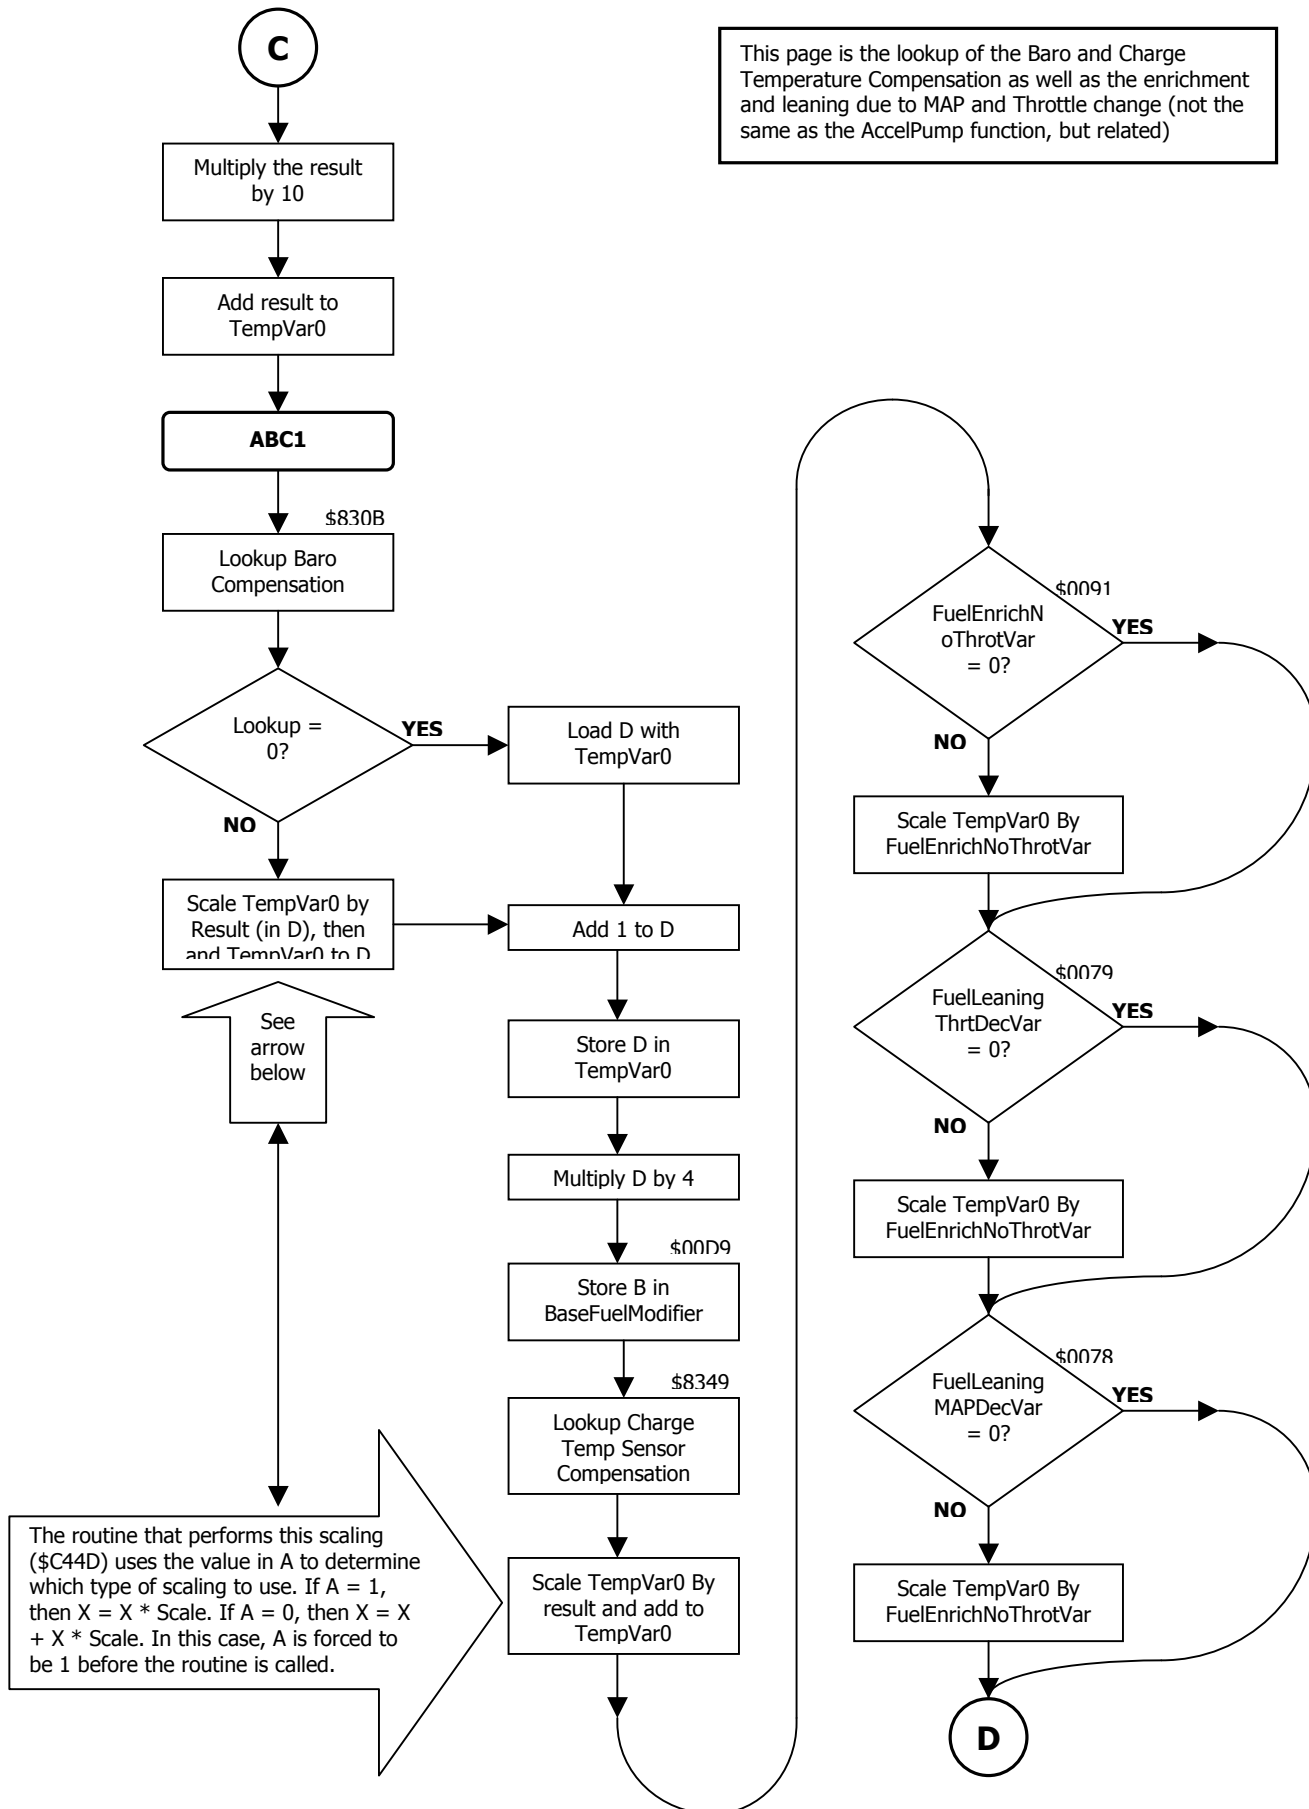 C
This page is the lookup of the Baro and Charge
Temperature Compensation as well as the enrichment
and leaning due to MAP and Throttle change (not the
same as the AccelPump function, but related)
Multiply the result
by 10
Add result to
TempVar0
ABC1
$830B
Lookup Baro
Compensation
Lookup =
0?
YES
NO
Load D with
TempVar0
Scale TempVar0 by
Result (in D), then
and TempVar0 to D
See
arrow
below
Add 1 to D
Store D in
TempVar0
Multiply D by 4
$00D9
Store B in
BaseFuelModifier
$8349
Lookup Charge
Temp Sensor
Compensation
The routine that performs this scaling
($C44D) uses the value in A to determine
which type of scaling to use. If A = 1,
then X = X * Scale. If A = 0, then X = X
+ X * Scale. In this case, A is forced to
be 1 before the routine is called.
Scale TempVar0 By
result and add to
TempVar0
$0091
FuelEnrichN
oThrotVar
= 0?
YES
NO
Scale TempVar0 By
FuelEnrichNoThrotVar
$0079
FuelLeaning
ThrtDecVar
= 0?
YES
NO
Scale TempVar0 By
FuelEnrichNoThrotVar
$0078
FuelLeaning
MAPDecVar
= 0?
YES
NO
Scale TempVar0 By
FuelEnrichNoThrotVar
D